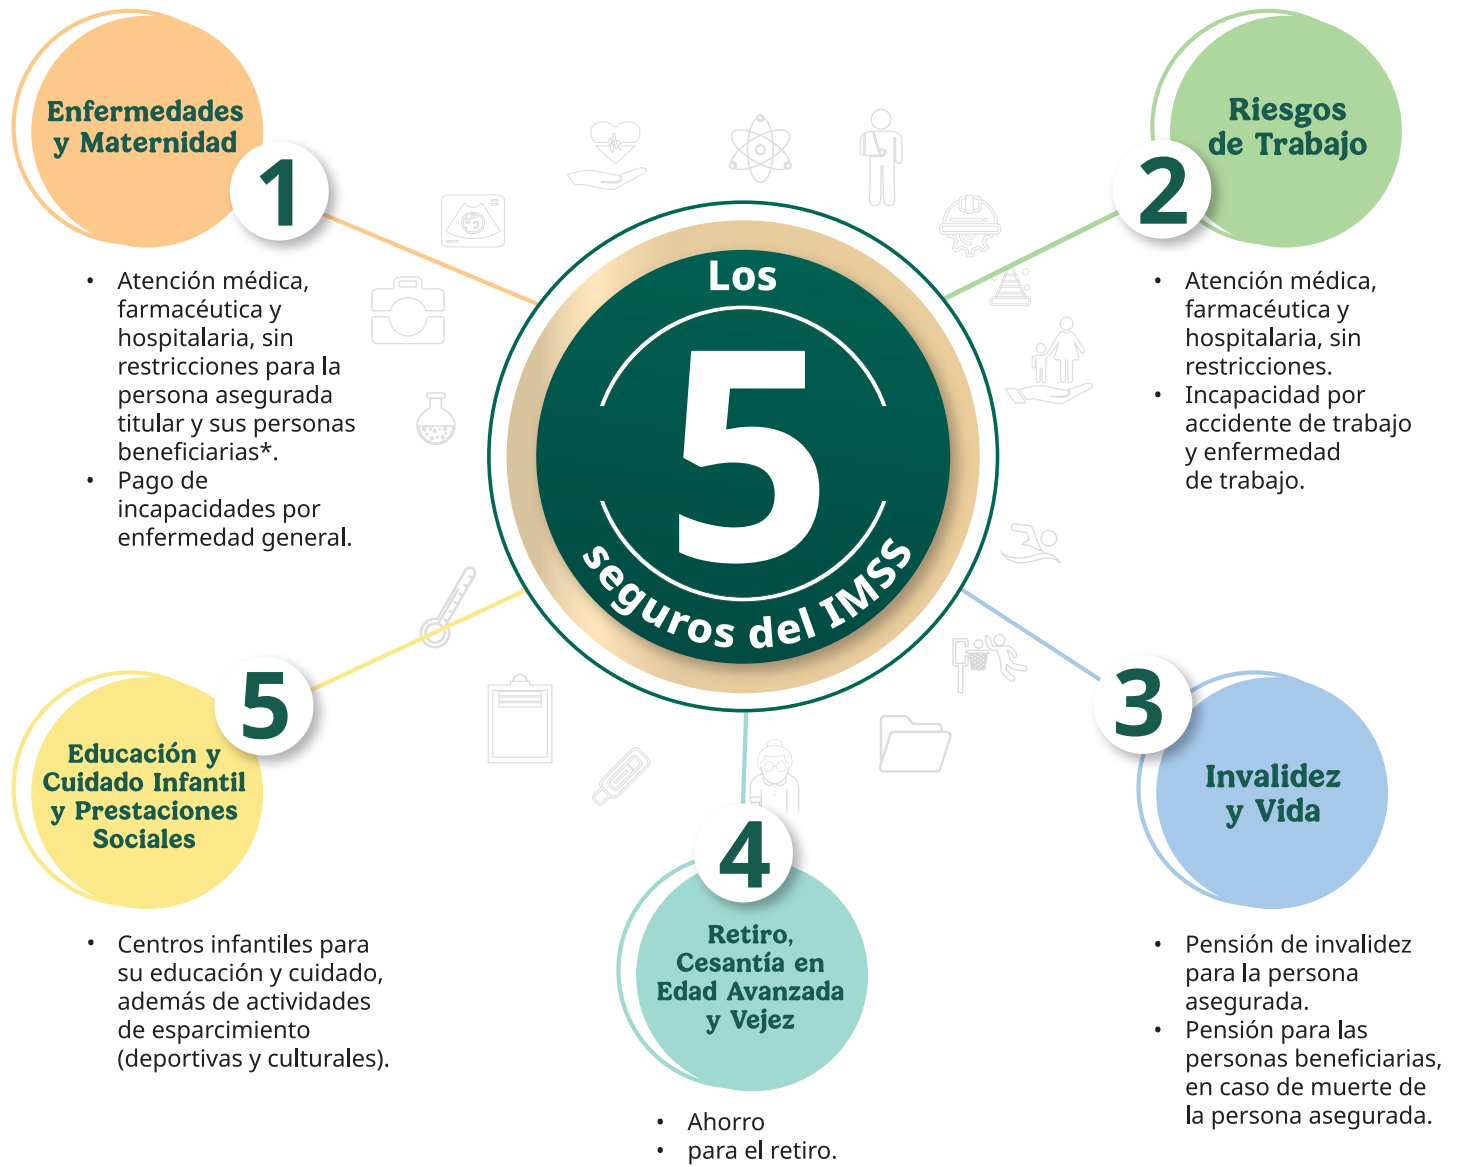 Los
5
seguros del IMSS
Enfermedades
y Maternidad
1
• Atención médica,
farmacéutica y
hospitalaria, sin
restricciones para la
persona asegurada
titular y sus personas
beneficiarias*.
• Pago de
incapacidades por
enfermedad general.
Riesgos
de Trabajo
2
• Atención médica,
farmacéutica y
hospitalaria, sin
restricciones.
• Incapacidad por
accidente de trabajo
y enfermedad
de trabajo.
3
Invalidez
y Vida
• Pensión de invalidez
para la persona
asegurada.
• Pensión para las
personas beneficiarias,
en caso de muerte de
la persona asegurada.
4
Retiro,
Cesantía en
Edad Avanzada
y Vejez
• Ahorro
• para el retiro.
5
Educación y
Cuidado Infantil
y Prestaciones
Sociales
• Centros infantiles para
su educación y cuidado,
además de actividades
de esparcimiento
(deportivas y culturales).